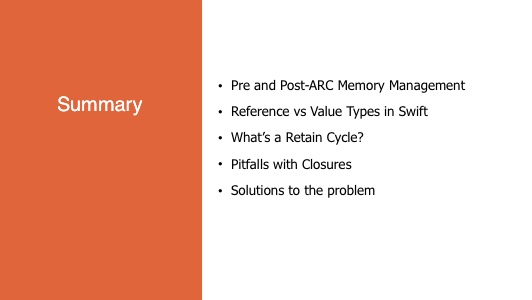 Summary
• Pre and Post-ARC Memory Management
• Reference vs Value Types in Swift
• What's a Retain Cycle?
• Pitfalls with Closures
• Solutions to the problem